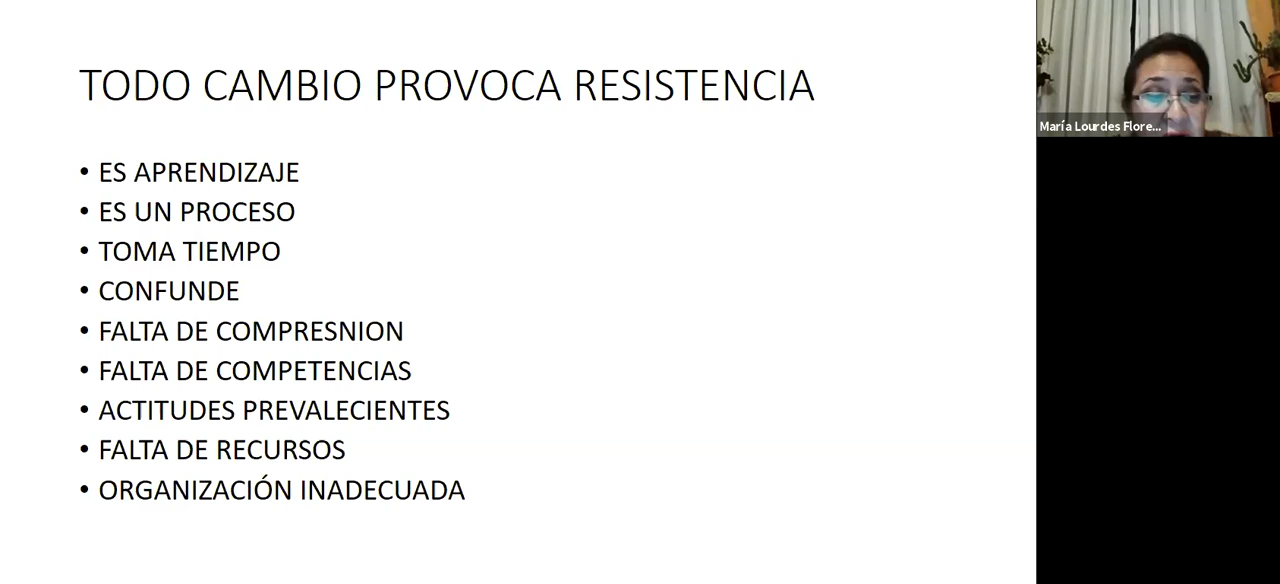 TODO CAMBIO PROVOCA RESISTENCIA
• ES APRENDIZAJE
• ES UN PROCESO
• TOMA TIEMPO
• CONFUNDE
• FALTA DE COMPRESNION
• FALTA DE COMPETENCIAS
• ACTITUDES PREVALECIENTES
• FALTA DE RECURSOS
• ORGANIZACIÓN INADECUADA
María Lourdes Flore...